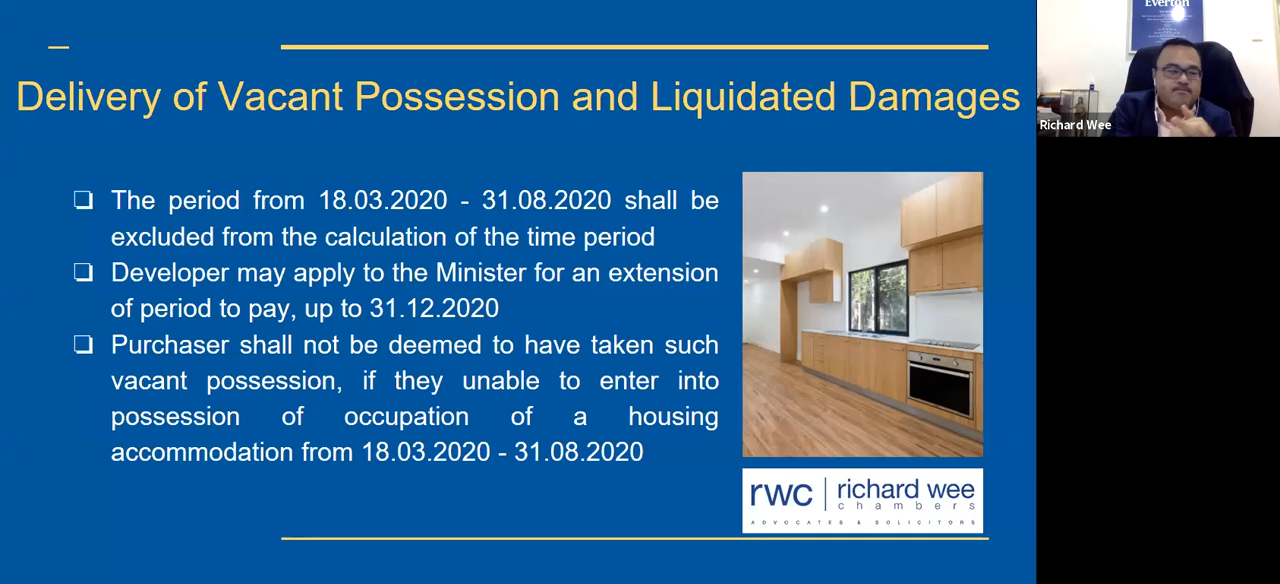 Delivery of Vacant Possession and Liquidated Damages
❏ The period from 18.03.2020 - 31.08.2020 shall be
excluded from the calculation of the time period
❏ Developer may apply to the Minister for an extension
of period to pay, up to 31.12.2020
❏ Purchaser shall not be deemed to have taken such
vacant possession, if they unable to enter into
possession of occupation of a housing
accommodation from 18.03.2020 - 31.08.2020
rwc | richard wee
chambers
ADVOCATES & SOLICITORS
Everton
Richard Wee